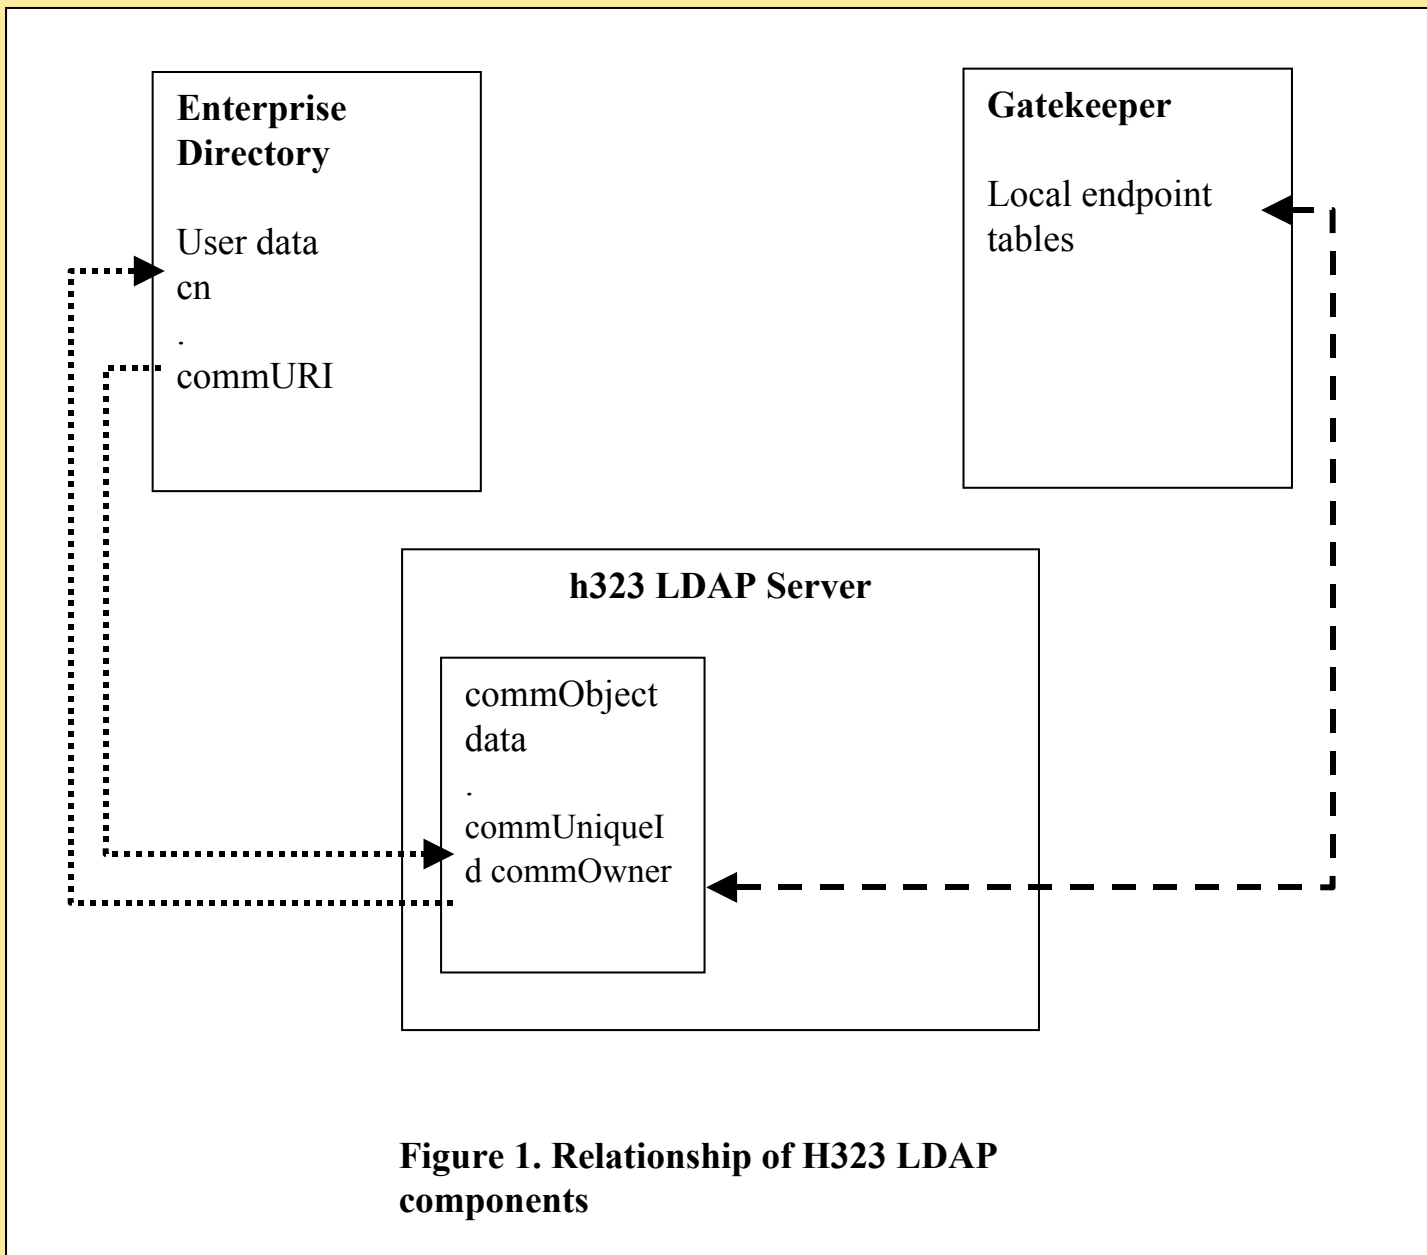 Enterprise
Directory
User data
cn
.
commURI
Gatekeeper
Local endpoint
tables
h323 LDAP Server
commObject
data
.
commUniqueI
d commOwner
Figure 1. Relationship of H323 LDAP
components